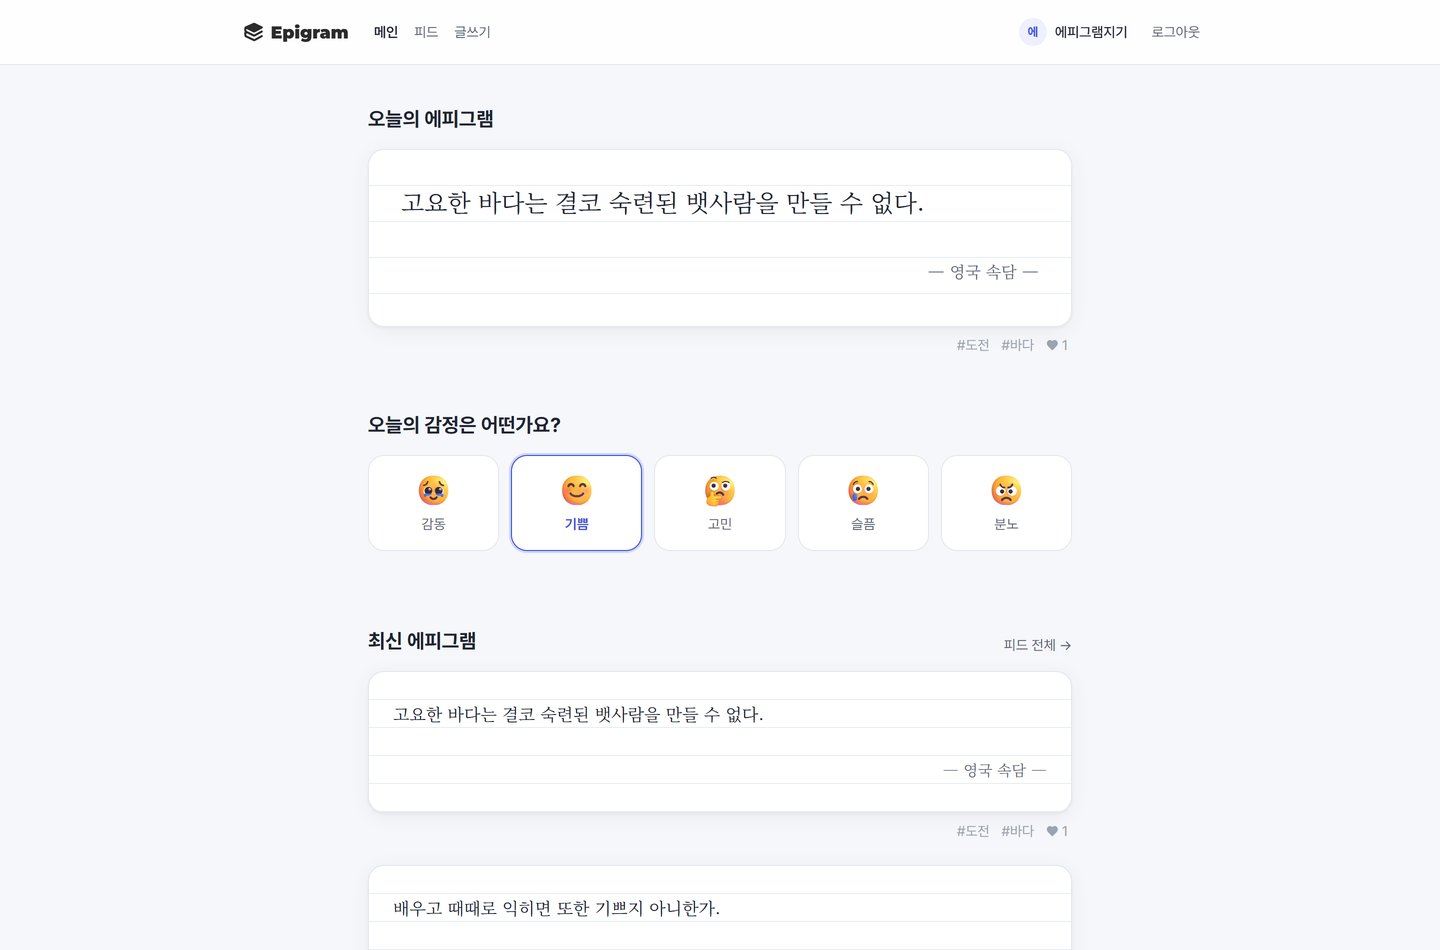 Epigram 메인 피드 글쓰기 에 에피그램지기 로그아웃
오늘의 에피그램
고요한 바다는 결코 숙련된 뱃사람을 만들 수 없다.
— 영국 속담 —
#도전 #바다 1
오늘의 감정은 어떤가요?
감동 기쁨 고민 슬픔 분노
최신 에피그램 피드 전체 →
고요한 바다는 결코 숙련된 뱃사람을 만들 수 없다.
— 영국 속담 —
#도전 #바다 1
배우고 때때로 익히면 또한 기쁘지 아니한가.